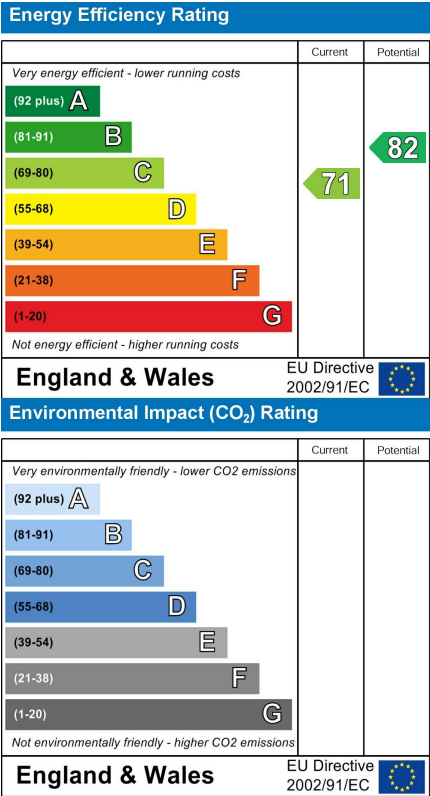 Energy Efficiency Rating
Current Potential
Very energy efficient - lower running costs
(92 plus) A
(81-91) B
82
(69-80) C
71
(55-68) D
(39-54) E
(21-38) F
(1-20) G
Not energy efficient - higher running costs
England & Wales
EU Directive
2002/91/EC
Environmental Impact (CO₂) Rating
Current Potential
Very environmentally friendly - lower CO2 emissions
(92 plus) A
(81-91) B
(69-80) C
(55-68) D
(39-54) E
(21-38) F
(1-20) G
Not environmentally friendly - higher CO2 emissions
England & Wales
EU Directive
2002/91/EC